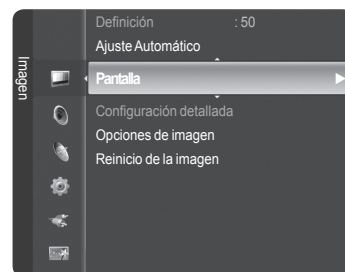 Imagen
Definición : 50
Ajuste Automático
Pantalla
Configuración detallada
Opciones de imagen
Reinicio de la imagen